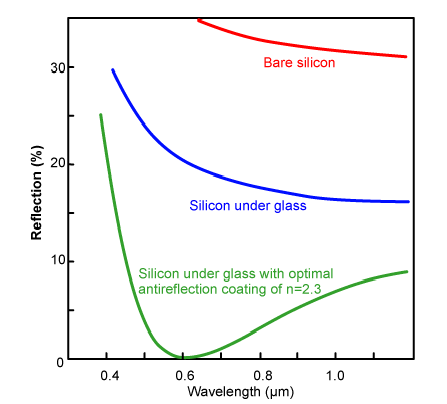 Bare silicon
30
20
10
0
Reflection (%)
Silicon under glass
Silicon under glass with optimal
antireflection coating of n=2.3
0.4 0.6 0.8 1.0
Wavelength (µm)